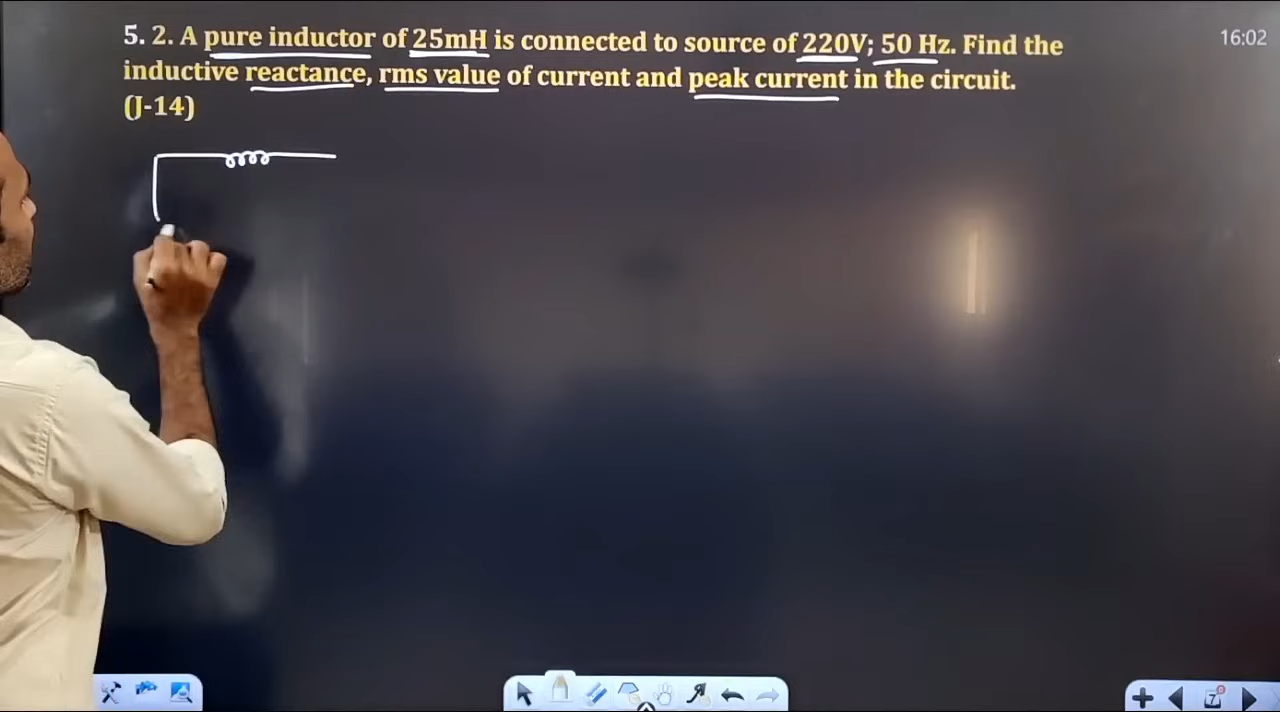 16:02
5. 2. A pure inductor of 25mH is connected to source of 220V; 50 Hz. Find the
inductive reactance, rms value of current and peak current in the circuit.
(J-14)
7